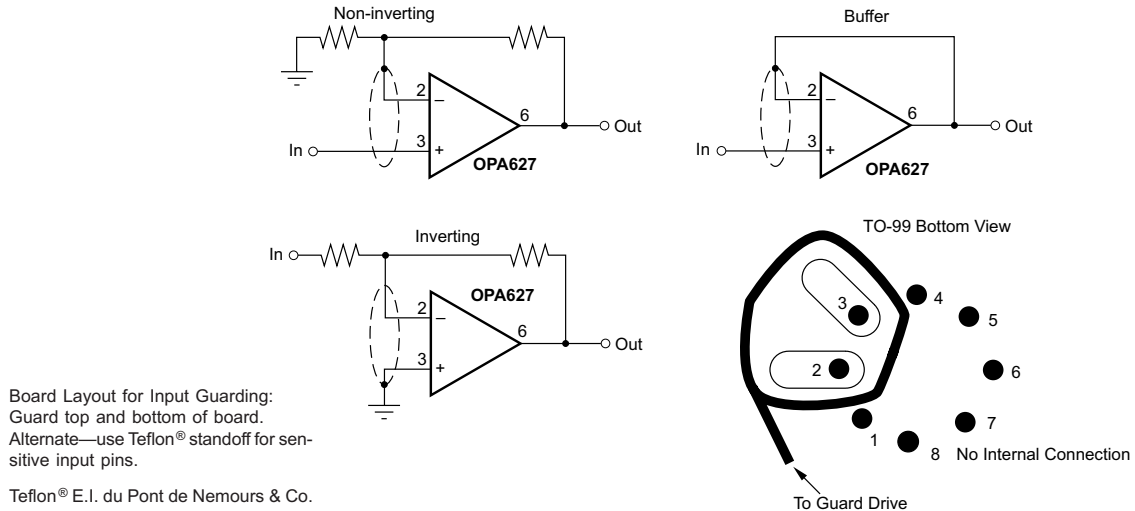 Non-inverting
2
–
6
Out
3
+
In
OPA627
Buffer
2
–
6
Out
3
+
In
OPA627
In
Inverting
OPA627
2
–
6
Out
3
+
TO-99 Bottom View
3
4
5
2
6
7
1
8
No Internal Connection
To Guard Drive
Board Layout for Input Guarding:
Guard top and bottom of board.
Alternate—use Teflon® standoff for sen-
sitive input pins.
Teflon® E.I. du Pont de Nemours & Co.